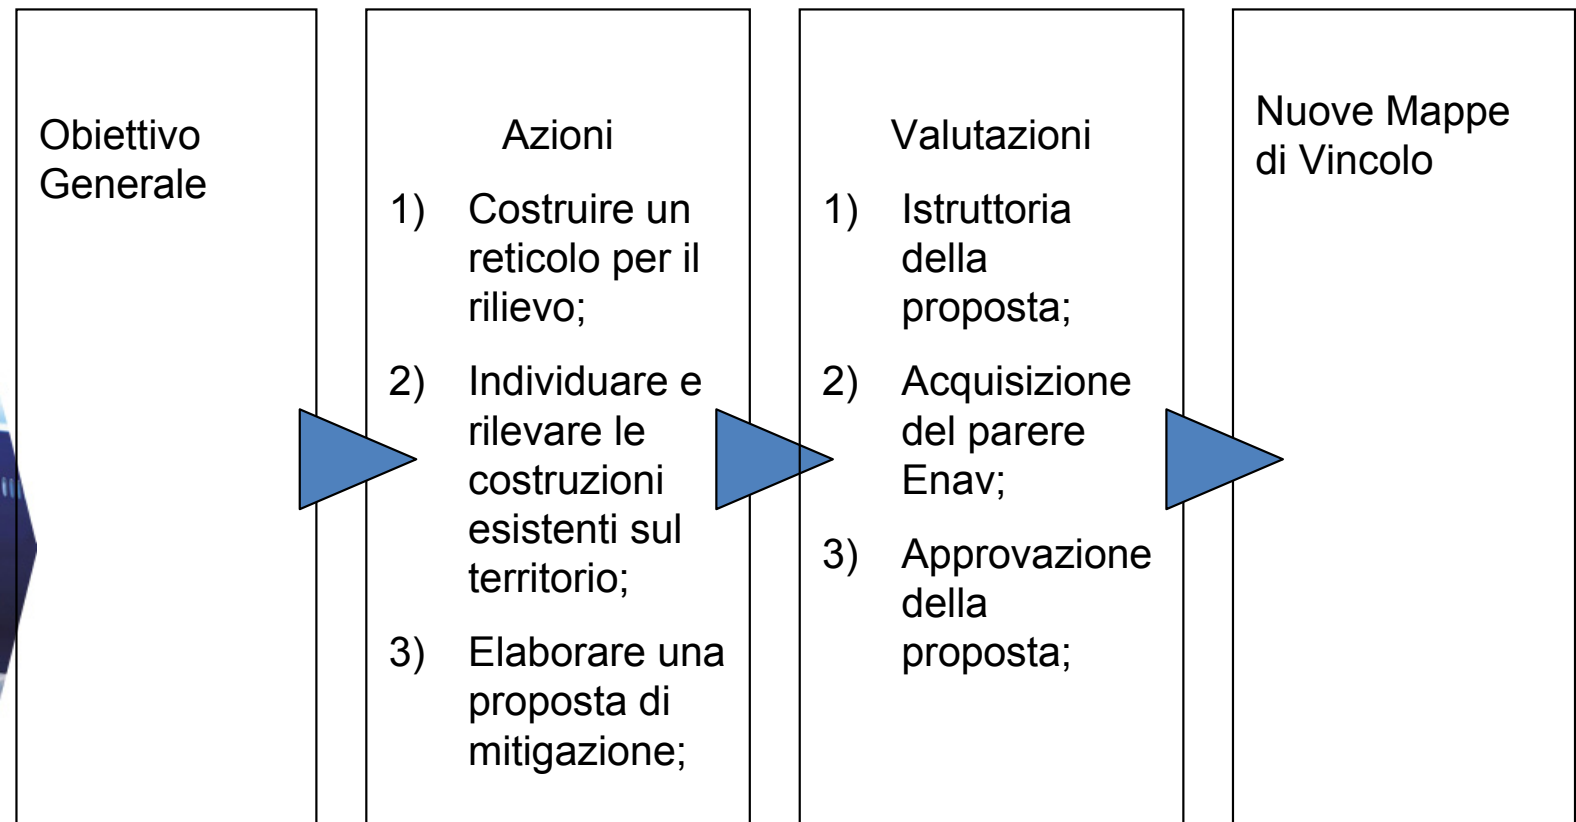 Obiettivo
Generale
Azioni
1) Costruire un
reticolo per il
rilievo;
2) Individuare e
rilevare le
costruzioni
esistenti sul
territorio;
3) Elaborare una
proposta di
mitigazione;
Valutazioni
1) Istruttoria
della
proposta;
2) Acquisizione
del parere
Enav;
3) Approvazione
della
proposta;
Nuove Mappe
di Vincolo